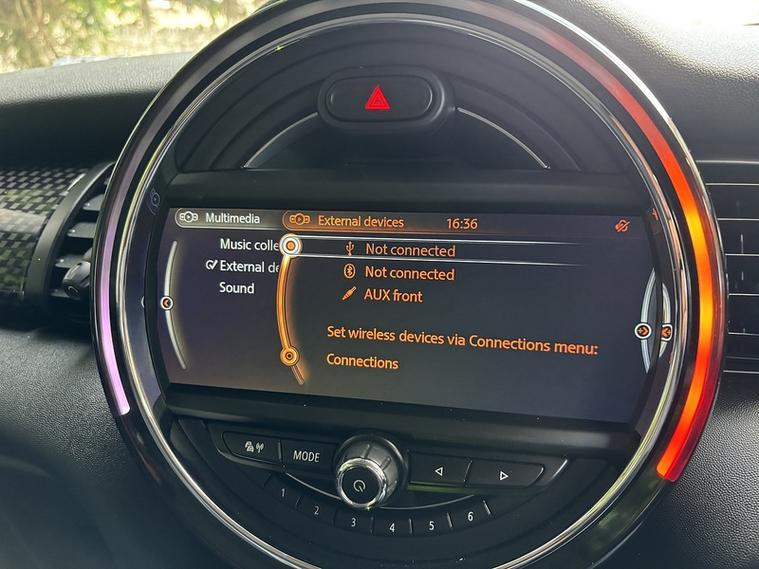 Multimedia
External devices
16:36
Music colle
External de
Sound
Not connected
Not connected
AUX front
Set wireless devices via Connections menu:
Connections
MODE
1 2 3 4 5 6